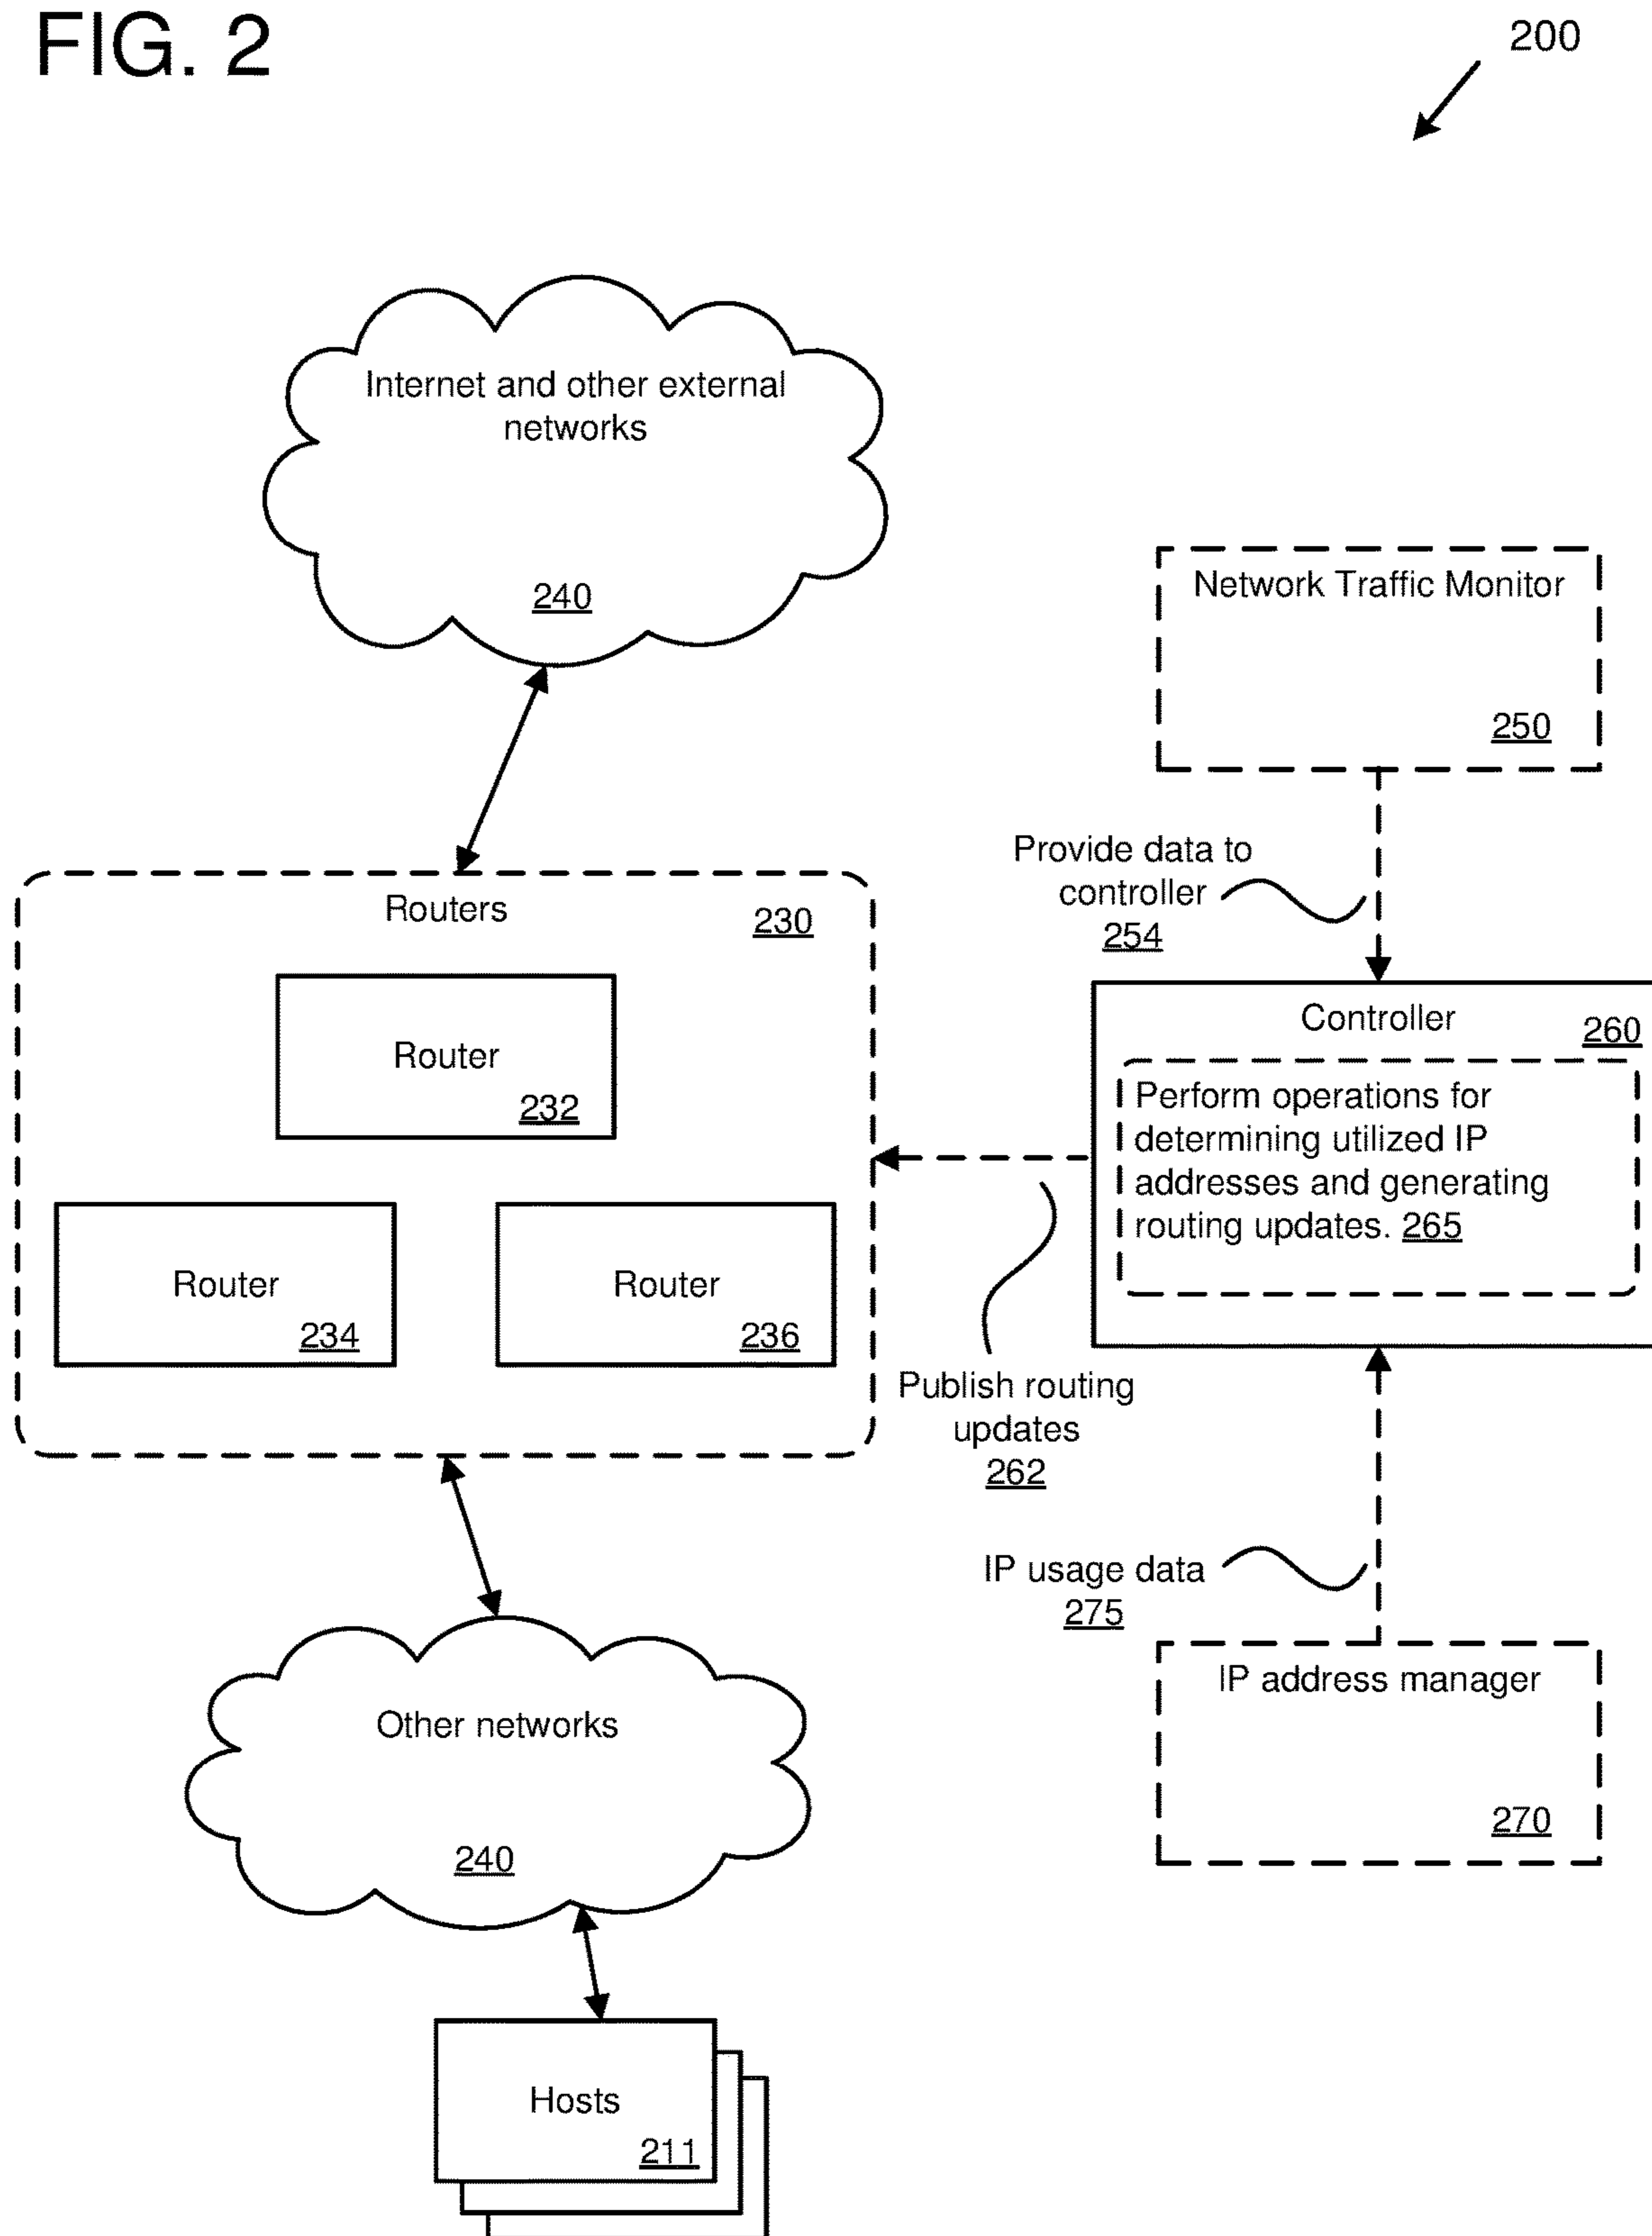 FIG. 2
200
Internet and other external
networks
240
Network Traffic Monitor
250
Provide data to
controller
254
Routers
230
Router
232
Router
234
Router
236
Controller
260
Perform operations for
determining utilized IP
addresses and generating
routing updates. 265
Publish routing
updates
262
IP usage data
275
IP address manager
270
Other networks
240
Hosts
211